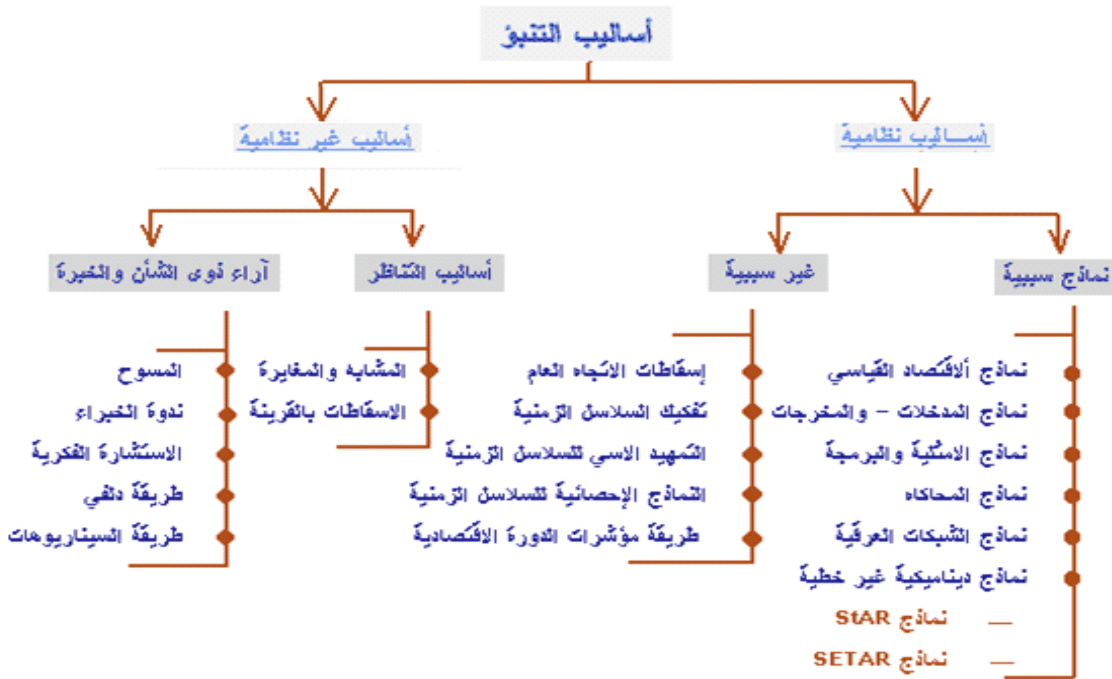 أساليب التنبؤ
أســاليب نظامية
أساليب غير نظامية
نماذج سببية
نماذج ألاقتصاد القياسي
نماذج المدخلات – والمخرجات
نماذج الامثلية والبرمجة
نماذج المحاكاه
نماذج الشبكات العرقية
نماذج ديناميكية غير خطية
— نماذج StAR
— نماذج SETAR
غير سببية
إسقاطات الاتجاه العام
تفكيك السلاسل الزمنية
التمهيد الاسي للسلاسل الزمنية
النماذج الإحصائية للسلاسل الزمنية
طريقة مؤشرات الدورة الاقتصادية
أساليب التناظر
المشابه والمغايرة
الاسقاطات بالقرينة
آراء ذوى الشأن والخبرة
المسوح
ندوة الخبراء
الاستشارة الفكرية
طريقة دلفي
طريقة السيناريوهات